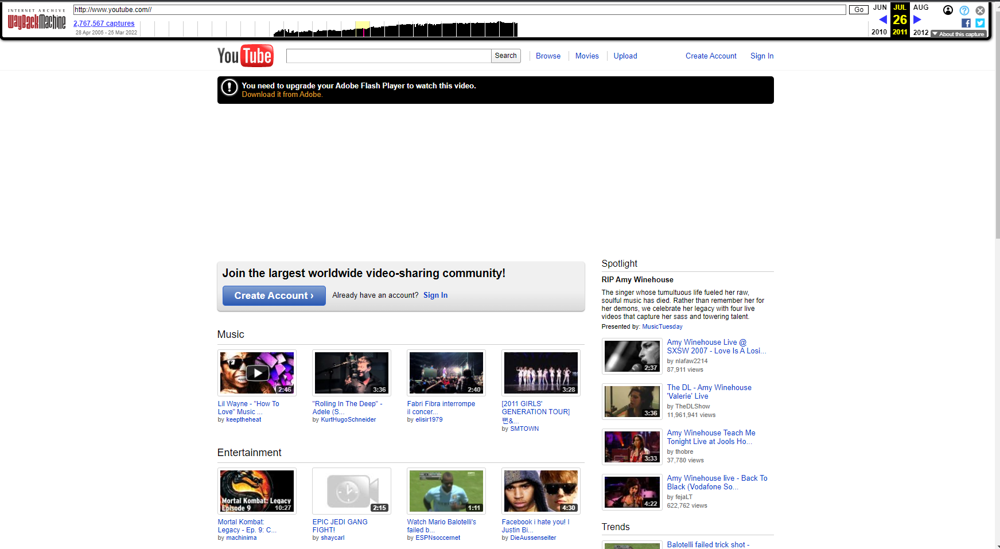 INTERNET ARCHIVE
WayBackMachine
http://www.youtube.com//
Go
JUN
JUL
AUG
2,767,567 captures
26
28 Apr 2005 - 25 Mar 2022
2010
2011
2012
About this capture
YouTube
Search
Browse
Movies
Upload
Create Account
Sign In
You need to upgrade your Adobe Flash Player to watch this video.
Download it from Adobe.
Join the largest worldwide video-sharing community!
Create Account ›
Already have an account? Sign In
Music
2:46
Lil Wayne - "How To
Love" Music ...
by keeptheheat
3:36
"Rolling In The Deep" -
Adele (S...
by KurtHugoSchneider
2:40
Fabri Fibra interrompe
il concer...
by elisir1979
3:28
[2011 GIRLS'
GENERATION TOUR]
뻔&...
by SMTOWN
Entertainment
Mortal Kombat: Legacy
Episode 9
10:27
Mortal Kombat:
Legacy - Ep. 9: C...
by machinima
2:15
EPIC JEDI GANG
FIGHT!
by shaycarl
1:11
Watch Mario Balotelli's
failed b...
by ESPNsoccernet
4:30
Facebook i hate you! I
Justin Bi...
by DieAussenseiter
Spotlight
RIP Amy Winehouse
The singer whose tumultuous life fueled her raw,
soulful music has died. Rather than remember her for
her demons, we celebrate her legacy with four live
videos that capture her sass and towering talent.
Presented by: MusicTuesday
2:37
Amy Winehouse Live @
SXSW 2007 - Love Is A Losi...
by nlafaw2214
87,911 views
3:36
The DL - Amy Winehouse
'Valerie' Live
by TheDLShow
11,961,941 views
3:33
Amy Winehouse Teach Me
Tonight Live at Jools Ho...
by thobre
37,780 views
4:22
Amy Winehouse live - Back To
Black (Vodafone So...
by fejaLT
622,762 views
Trends
Balotelli failed trick shot -